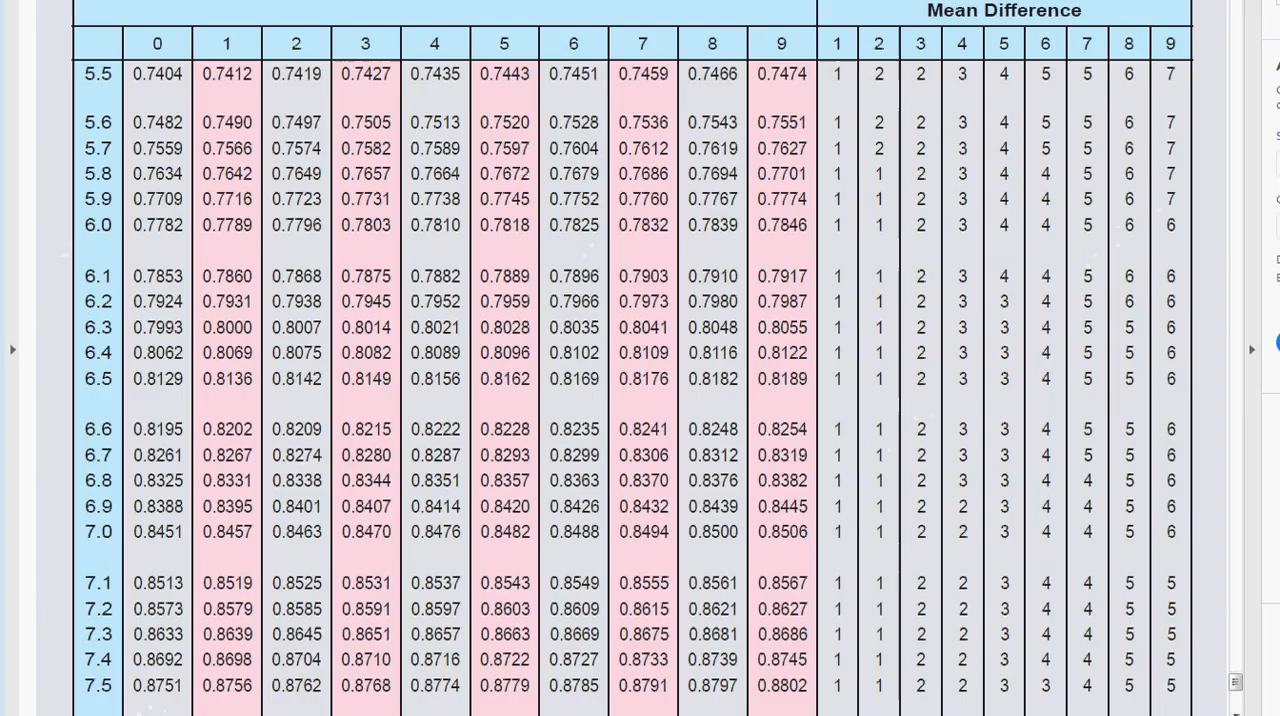 Mean Difference
0 1 2 3 4 5 6 7 8 9 1 2 3 4 5 6 7 8 9
5.5 0.7404 0.7412 0.7419 0.7427 0.7435 0.7443 0.7451 0.7459 0.7466 0.7474 1 2 2 3 4 5 5 6 7
5.6 0.7482 0.7490 0.7497 0.7505 0.7513 0.7520 0.7528 0.7536 0.7543 0.7551 1 2 2 3 4 5 5 6 7
5.7 0.7559 0.7566 0.7574 0.7582 0.7589 0.7597 0.7604 0.7612 0.7619 0.7627 1 2 2 3 4 5 5 6 7
5.8 0.7634 0.7642 0.7649 0.7657 0.7664 0.7672 0.7679 0.7686 0.7694 0.7701 1 1 2 3 4 4 5 6 7
5.9 0.7709 0.7716 0.7723 0.7731 0.7738 0.7745 0.7752 0.7760 0.7767 0.7774 1 1 2 3 4 4 5 6 7
6.0 0.7782 0.7789 0.7796 0.7803 0.7810 0.7818 0.7825 0.7832 0.7839 0.7846 1 1 2 3 4 4 5 6 6
6.1 0.7853 0.7860 0.7868 0.7875 0.7882 0.7889 0.7896 0.7903 0.7910 0.7917 1 1 2 3 4 4 5 6 6
6.2 0.7924 0.7931 0.7938 0.7945 0.7952 0.7959 0.7966 0.7973 0.7980 0.7987 1 1 2 3 3 4 5 6 6
6.3 0.7993 0.8000 0.8007 0.8014 0.8021 0.8028 0.8035 0.8041 0.8048 0.8055 1 1 2 3 3 4 5 5 6
6.4 0.8062 0.8069 0.8075 0.8082 0.8089 0.8096 0.8102 0.8109 0.8116 0.8122 1 1 2 3 3 4 5 5 6
6.5 0.8129 0.8136 0.8142 0.8149 0.8156 0.8162 0.8169 0.8176 0.8182 0.8189 1 1 2 3 3 4 5 5 6
6.6 0.8195 0.8202 0.8209 0.8215 0.8222 0.8228 0.8235 0.8241 0.8248 0.8254 1 1 2 3 3 4 5 5 6
6.7 0.8261 0.8267 0.8274 0.8280 0.8287 0.8293 0.8299 0.8306 0.8312 0.8319 1 1 2 3 3 4 5 5 6
6.8 0.8325 0.8331 0.8338 0.8344 0.8351 0.8357 0.8363 0.8370 0.8376 0.8382 1 1 2 3 3 4 4 5 6
6.9 0.8388 0.8395 0.8401 0.8407 0.8414 0.8420 0.8426 0.8432 0.8439 0.8445 1 1 2 2 3 4 4 5 6
7.0 0.8451 0.8457 0.8463 0.8470 0.8476 0.8482 0.8488 0.8494 0.8500 0.8506 1 1 2 2 3 4 4 5 6
7.1 0.8513 0.8519 0.8525 0.8531 0.8537 0.8543 0.8549 0.8555 0.8561 0.8567 1 1 2 2 3 4 4 5 5
7.2 0.8573 0.8579 0.8585 0.8591 0.8597 0.8603 0.8609 0.8615 0.8621 0.8627 1 1 2 2 3 4 4 5 5
7.3 0.8633 0.8639 0.8645 0.8651 0.8657 0.8663 0.8669 0.8675 0.8681 0.8686 1 1 2 2 3 4 4 5 5
7.4 0.8692 0.8698 0.8704 0.8710 0.8716 0.8722 0.8727 0.8733 0.8739 0.8745 1 1 2 2 3 4 4 5 5
7.5 0.8751 0.8756 0.8762 0.8768 0.8774 0.8779 0.8785 0.8791 0.8797 0.8802 1 1 2 2 3 3 4 5 5